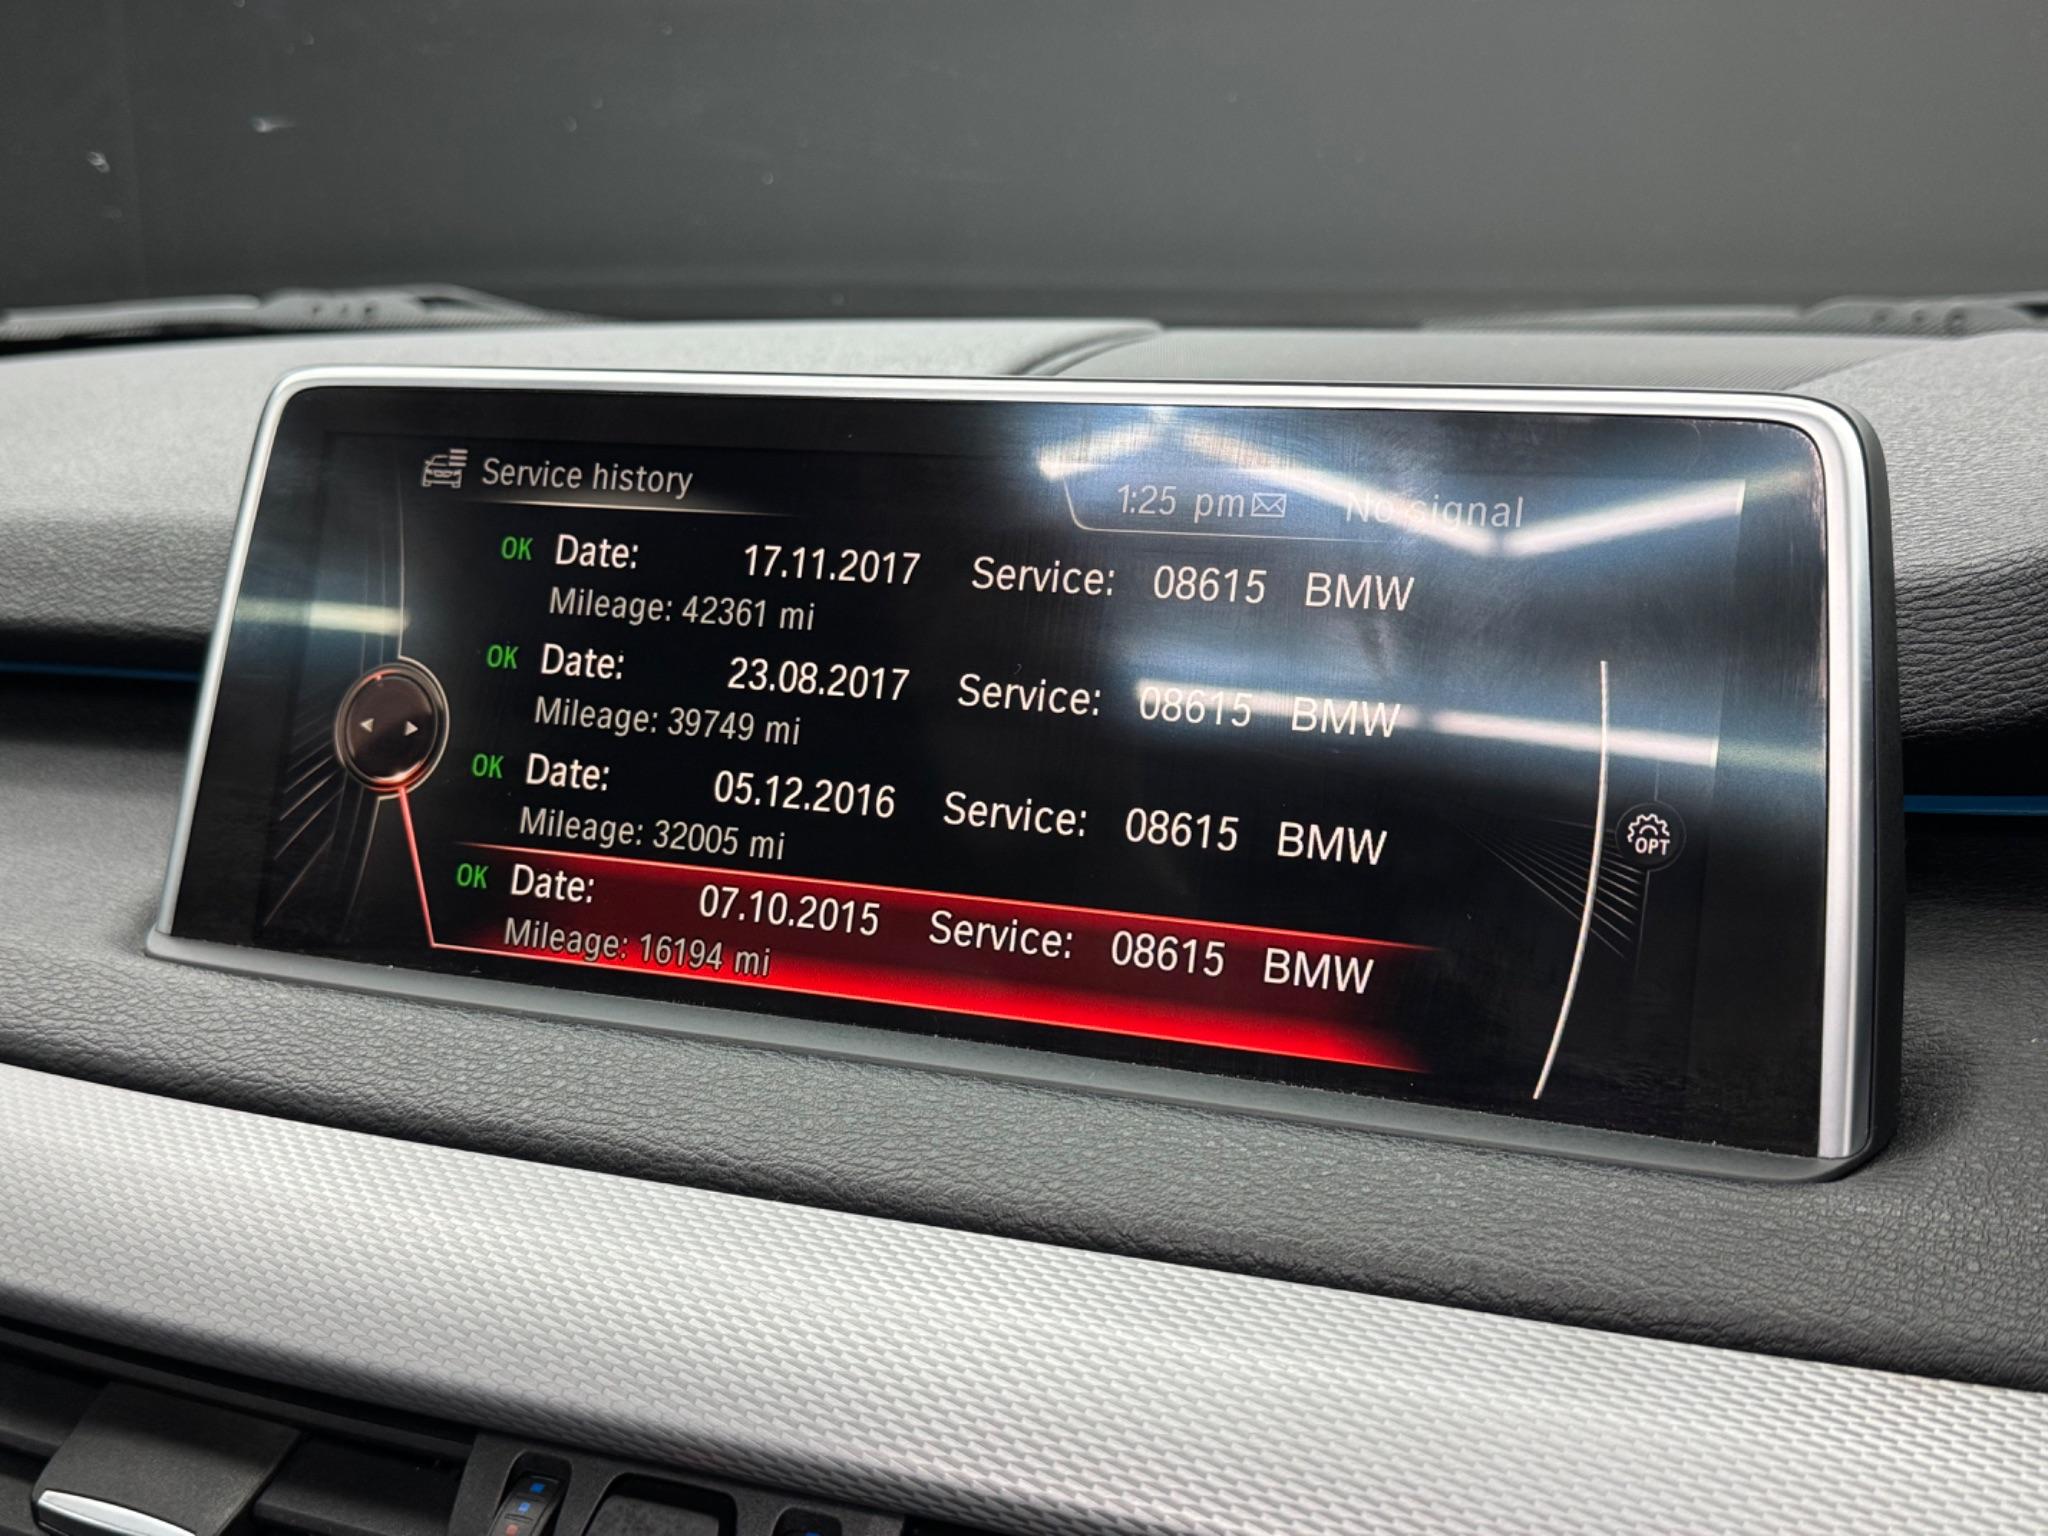 Service history
1:25 pm No signal
OK Date: 17.11.2017 Service: 08615 BMW
Mileage: 42361 mi
OK Date: 23.08.2017 Service: 08615 BMW
Mileage: 39749 mi
OK Date: 05.12.2016 Service: 08615 BMW
Mileage: 32005 mi
OPT
OK Date: 07.10.2015 Service: 08615 BMW
Mileage: 16194 mi